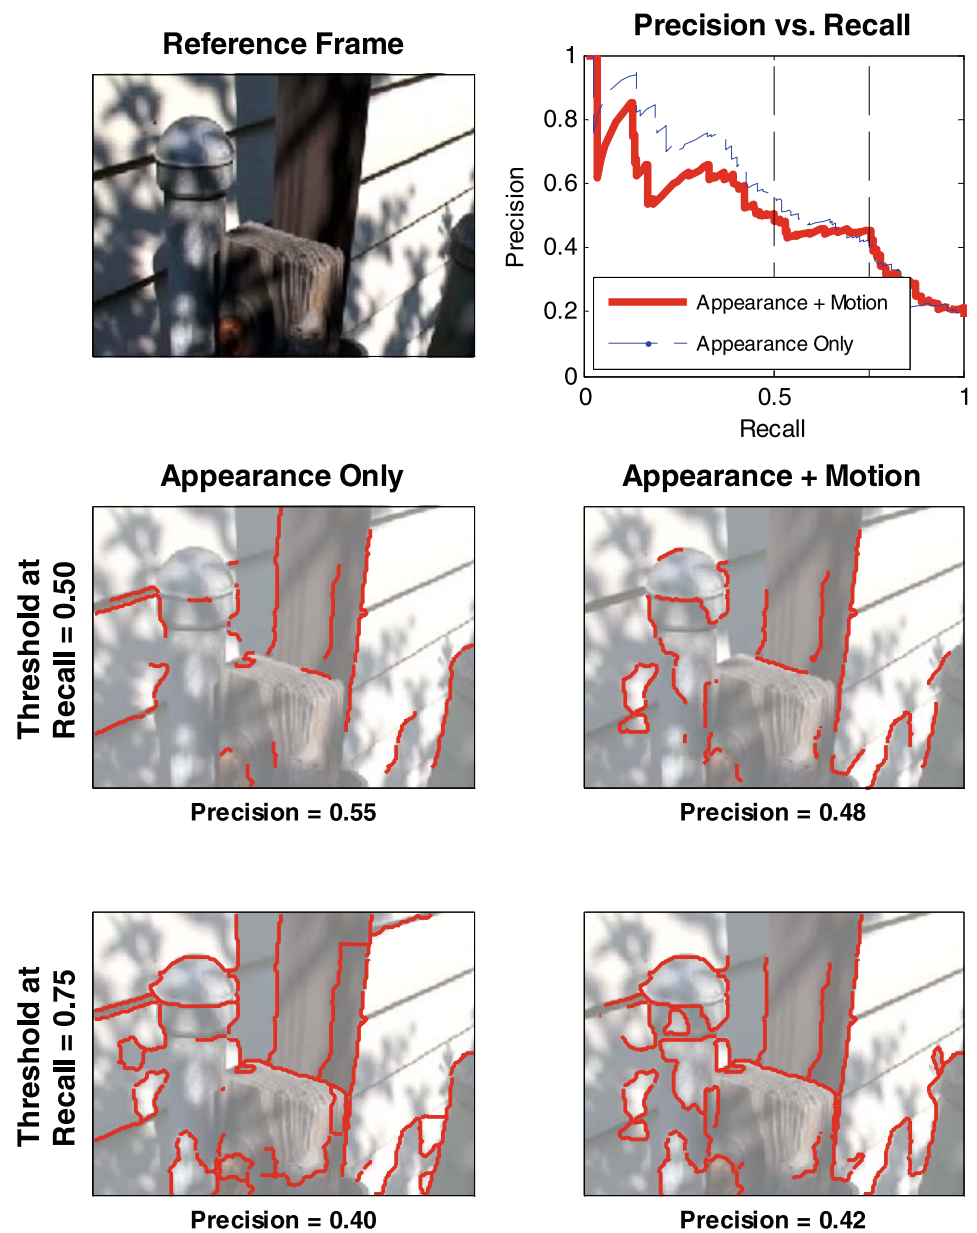 Reference Frame
Precision vs. Recall
1
0.8
0.6
0.4
0.2
0
Precision
Appearance + Motion
Appearance Only
0
0.5
1
Recall
Appearance Only
Appearance + Motion
Threshold at
Recall = 0.50
Precision = 0.55
Precision = 0.48
Threshold at
Recall = 0.75
Precision = 0.40
Precision = 0.42